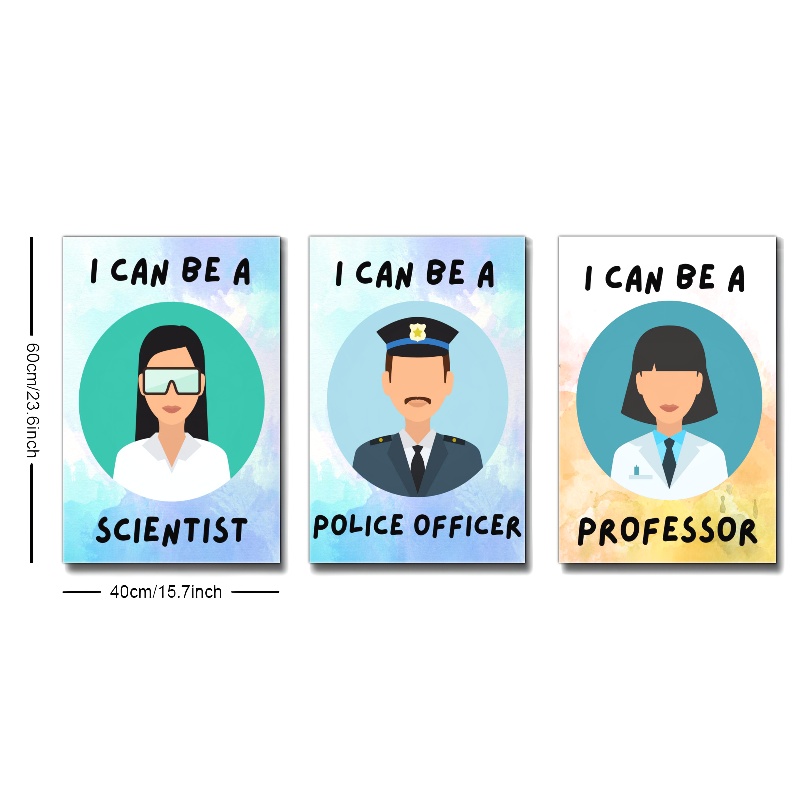 I CAN BE A
SCIENTIST
I CAN BE A
POLICE OFFICER
I CAN BE A
PROFESSOR
60cm/23.6inch
40cm/15.7inch